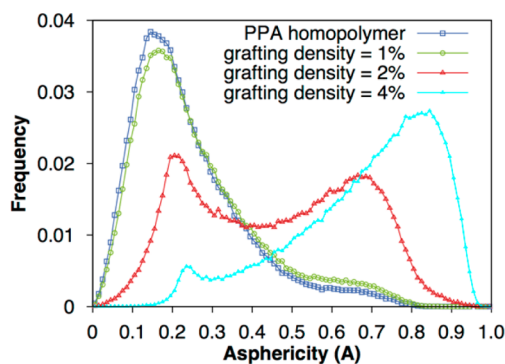 PPA homopolymer
grafting density = 1%
grafting density = 2%
grafting density = 4%
Frequency
0.04
0.03
0.02
0.01
0
0 0.1 0.2 0.3 0.4 0.5 0.6 0.7 0.8 0.9 1.0
Asphericity (A)